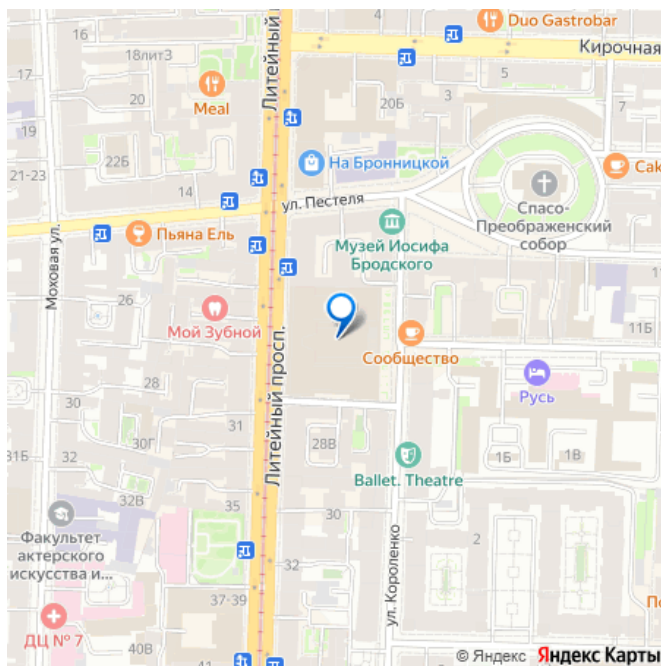 Duo Gastrobar
16
18лит3
Литейный
Кирочная
20
Meal
20Б
3
5
7
19
22Б
21-23
14
На Бронницкой
Cak
ул. Пестеля
Спасо-
Преображенский
собор
Пьяна Ель
Музей Иосифа
Бродского
Моховая ул.
26
Мой Зубной
11Б
Сообщество
Литейный просп.
28
Русь
30
31
30Г
28В
31Б
32
1Б
1В
Ballet. Theatre
32В
35
30
Факультет
актерского
искусства и...
2
ул. Короленко
32
37-39
ДЦ № 7
40В
По
© Яндекс Яндекс Карты